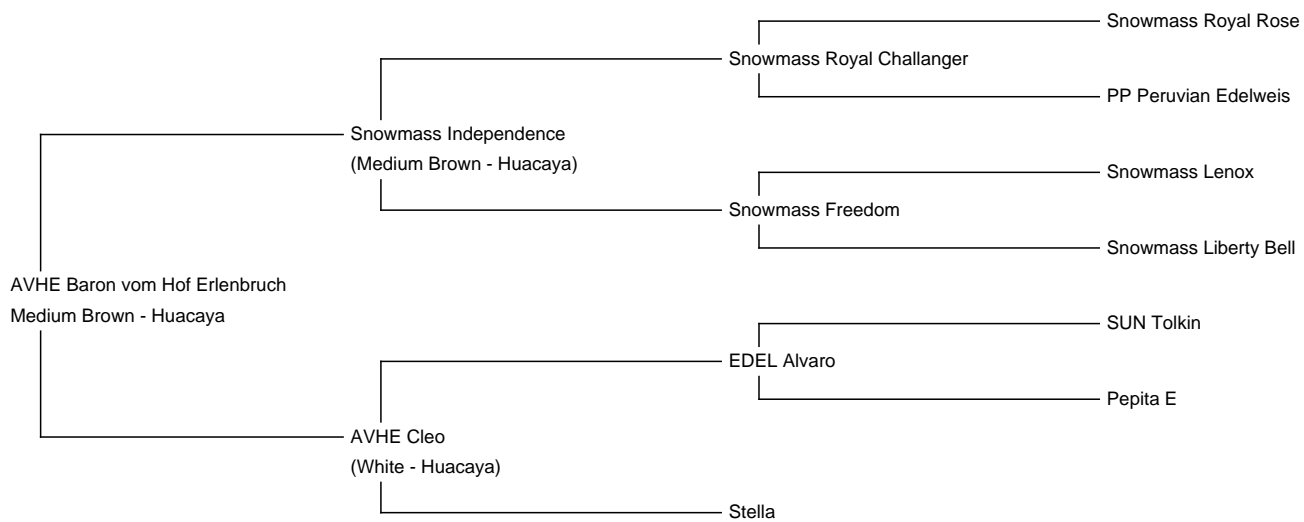 Snowmass Royal Rose
Snowmass Royal Challanger
PP Peruvian Edelweis
Snowmass Independence
(Medium Brown - Huacaya)
Snowmass Lenox
Snowmass Freedom
Snowmass Liberty Bell
AVHE Baron vom Hof Erlenbruch
Medium Brown - Huacaya
SUN Tolkin
EDEL Alvaro
Pepita E
AVHE Cleo
(White - Huacaya)
Stella